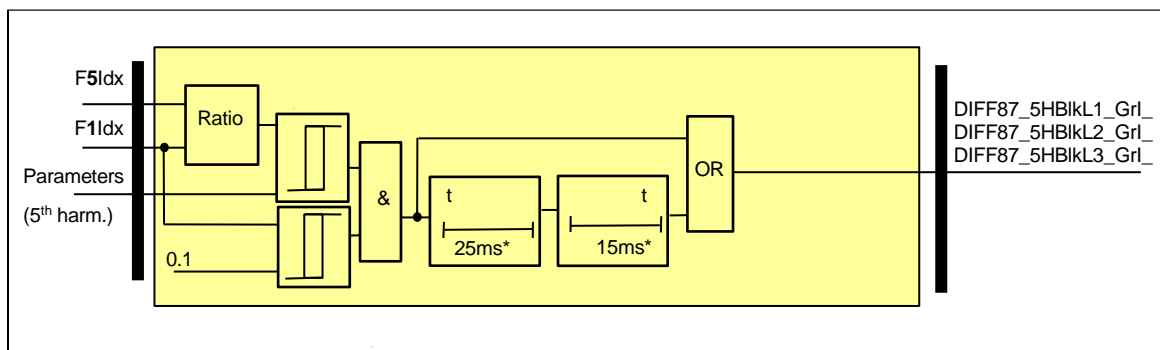 F5Idx
F1Idx
Parameters
(5th harm.)
0.1
Ratio
&
t
25ms*
t
15ms*
OR
DIFF87_5HBlkL1_GrI_
DIFF87_5HBlkL2_GrI_
DIFF87_5HBlkL3_GrI_